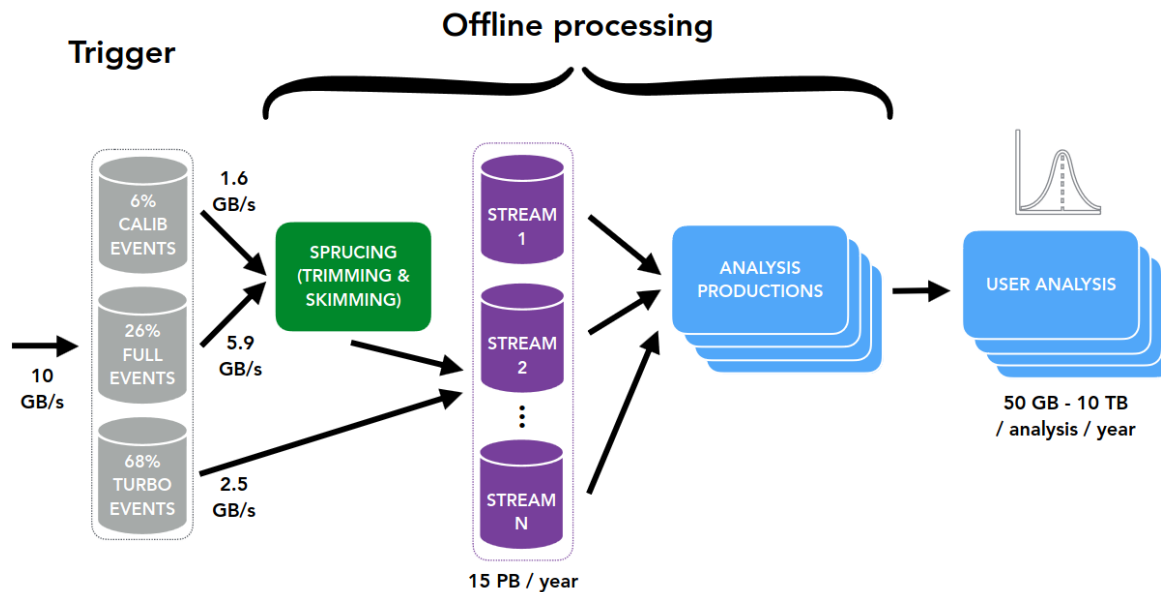 Offline processing
Trigger
1.6
GB/s
6%
CALIB
EVENTS
26%
FULL
EVENTS
5.9
GB/s
10
GB/s
68%
TURBO
EVENTS
2.5
GB/s
SPRUCING
(TRIMMING &
SKIMMING)
STREAM
1
STREAM
2
STREAM
N
15 PB / year
ANALYSIS
PRODUCTIONS
USER ANALYSIS
50 GB - 10 TB
/ analysis / year